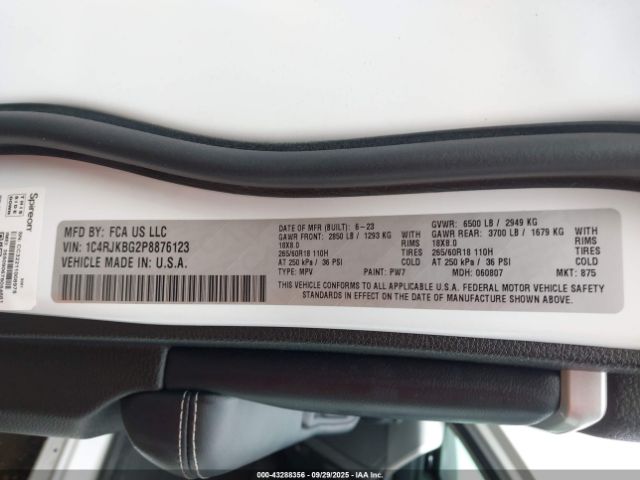 MFD BY: FCA US LLC
VIN: 1C4RJKBG2P8876123
VEHICLE MADE IN: U.S.A.
DATE OF MFR (BUILT): 6-23
GAWR FRONT: 2850 LB / 1293 KG
18X8.0
265/60R18 110H
AT 250 kPa / 36 PSI
TYPE: MPV
RIMS
TIRES
COLD
PAINT: PW7
GVWR: 6500 LB / 2949 KG
GAWR REAR: 3700 LB / 1679 KG
18X8.0
265/60R18 110H
AT 250 kPa / 36 PSI
MDH: 060807
RIMS
TIRES
COLD
MKT: 875
THIS VEHICLE CONFORMS TO ALL APPLICABLE U.S.A. FEDERAL MOTOR VEHICLE SAFETY
STANDARDS IN EFFECT ON THE DATE OF MANUFACTURE SHOWN ABOVE.
Spireon
THIS
SIDE
DOWN
000-43288356 - 09/29/2025 - IAA Inc.